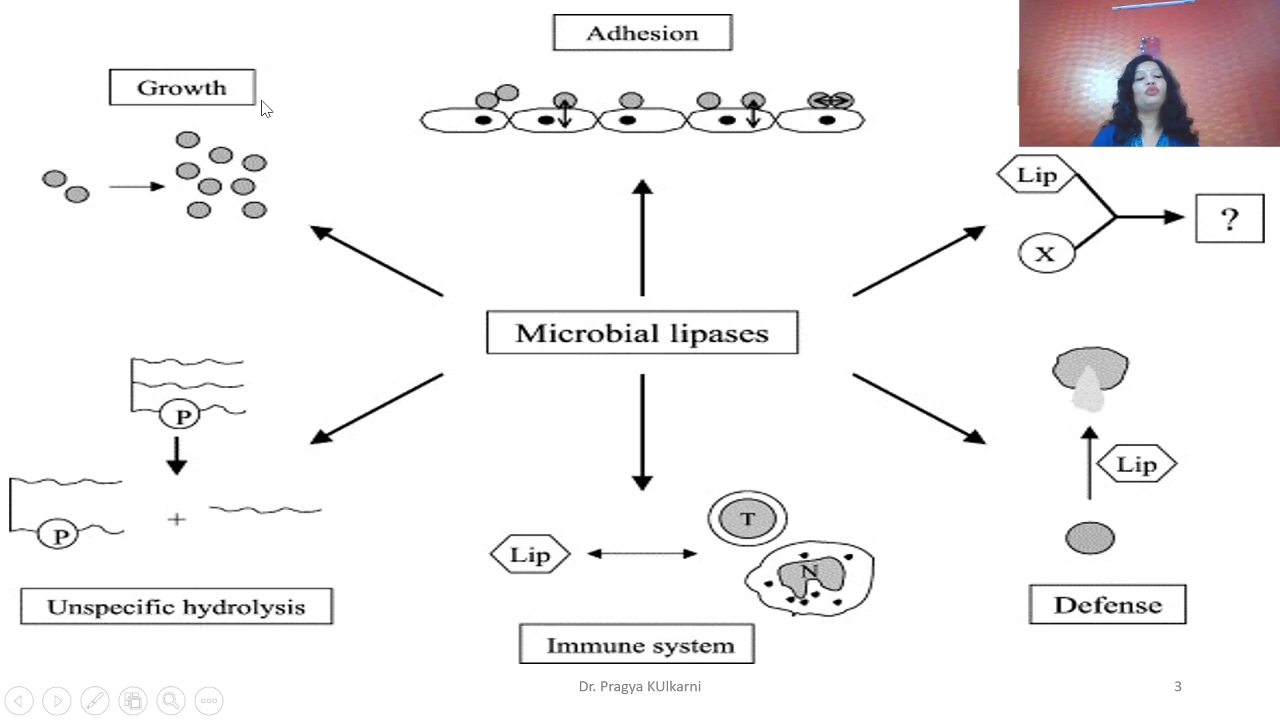 Adhesion
Growth
Lip
X
?
Microbial lipases
P
P
+
Unspecific hydrolysis
Lip
T
N
Immune system
Lip
Defense
Dr. Pragya KUlkarni
3